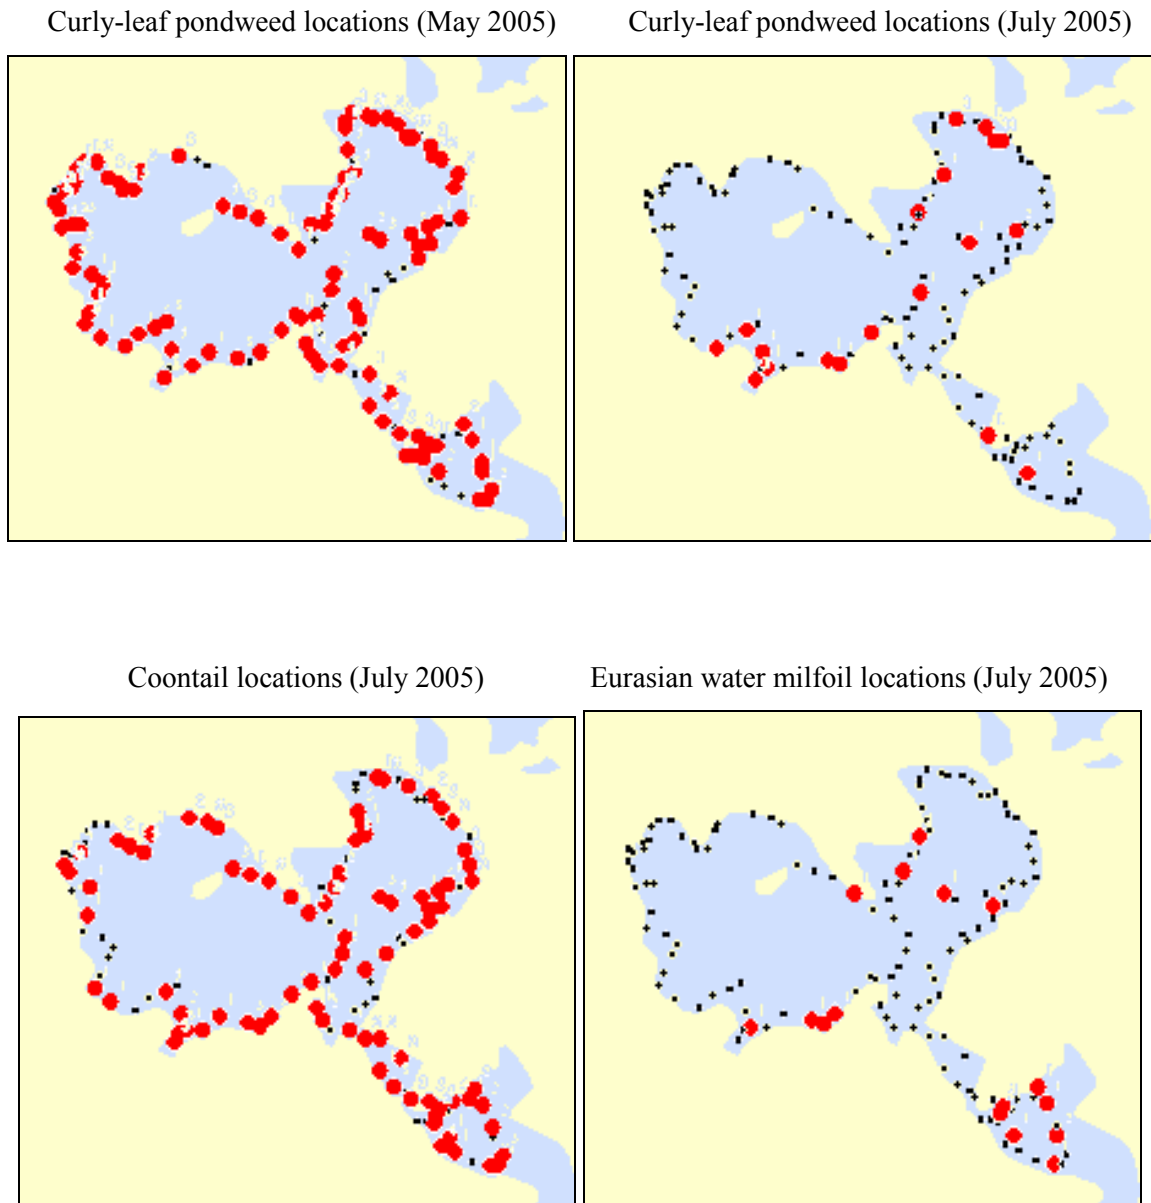 Curly-leaf pondweed locations (May 2005)
Curly-leaf pondweed locations (July 2005)
Coontail locations (July 2005)
Eurasian water milfoil locations (July 2005)